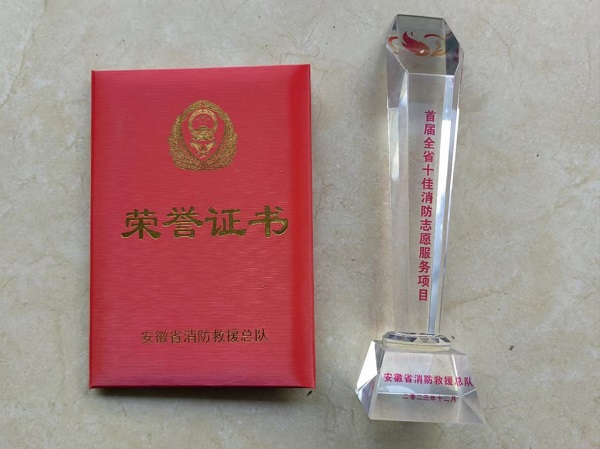 荣誉证书
安徽省消防救援总队
首届全省十佳消防志愿服务项目
安徽省消防救援总队
二〇二三年十二月